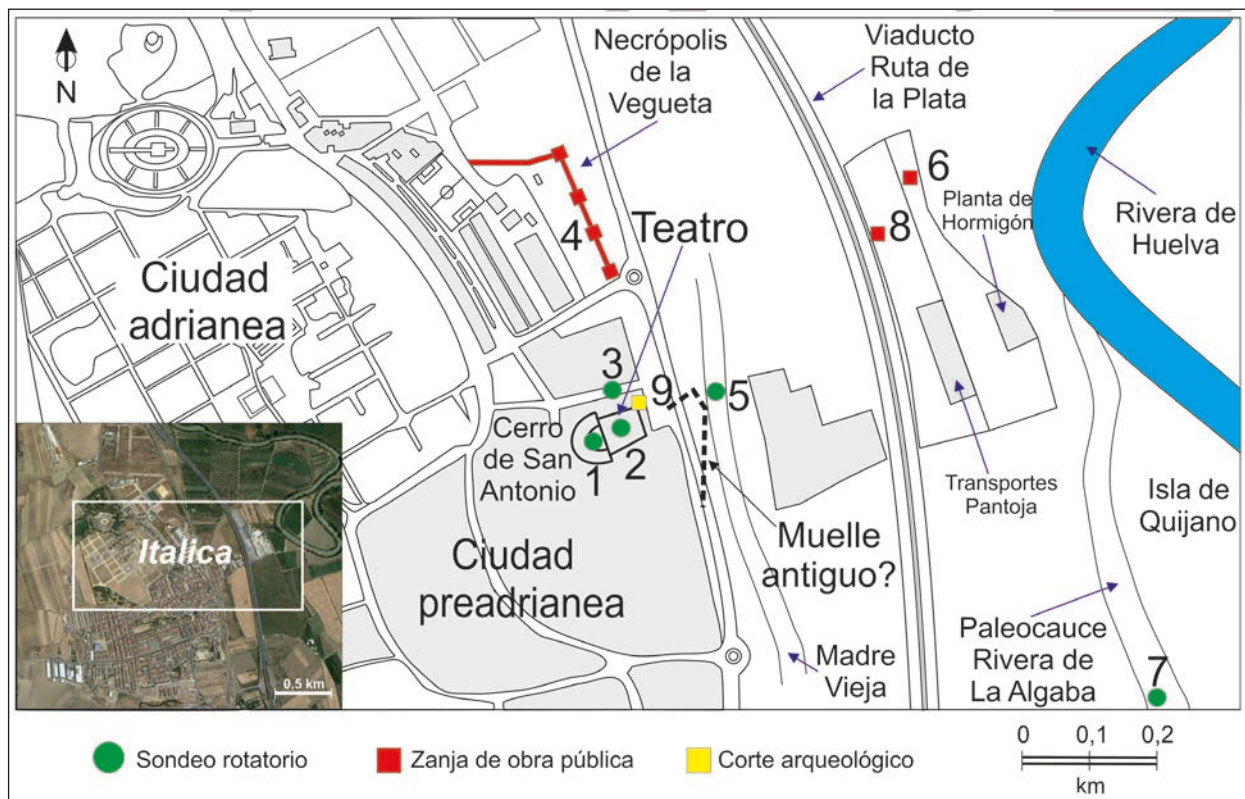 N
Necrópolis
de la
Vegueta
Viaducto
Ruta de
la Plata
6
Planta de
Hormigón
8
Rivera de
Huelva
4
Teatro
Ciudad
adrianea
3
9
5
Cerro
de San
Antonio
1
2
Transportes
Pantoja
Isla de
Quijano
Muelle
antiguo?
Ciudad
preadrianea
Italica
0,5 km
Madre
Vieja
Paleocauce
Rivera de
La Algaba
7
Sondeo rotatorio
Zanja de obra pública
Corte arqueológico
0 0,1 0,2
km